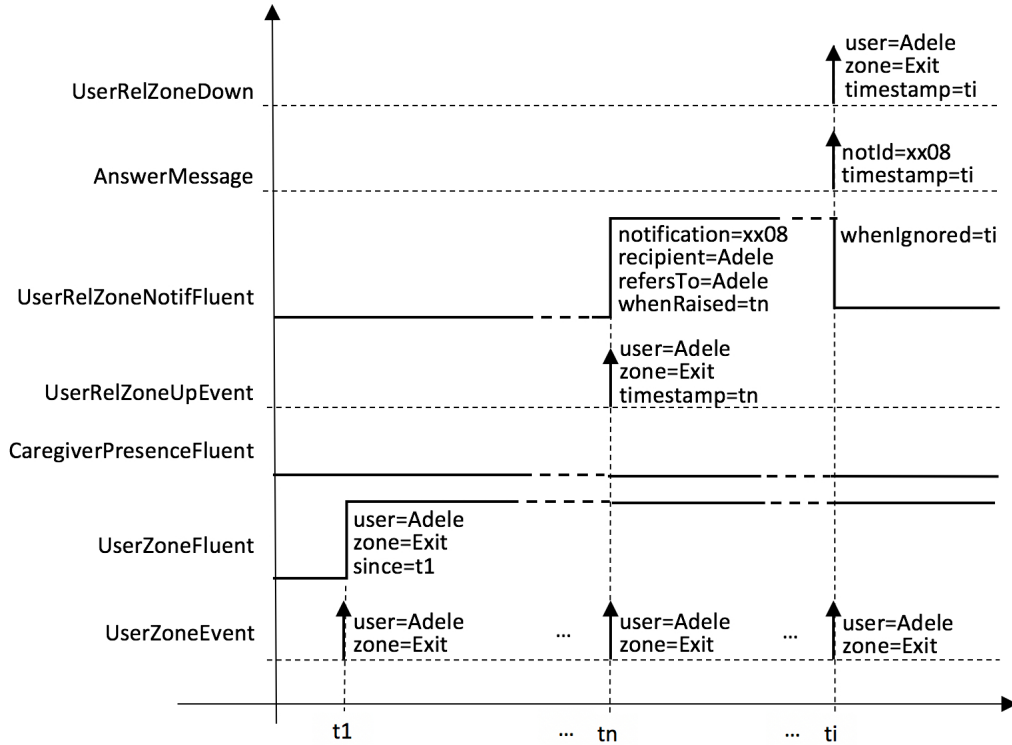 user=Adele
zone=Exit
timestamp=ti
UserRelZoneDown
notId=xx08
timestamp=ti
AnswerMessage
notification=xx08
recipient=Adele
refersTo=Adele
whenRaised=tn
whenIgnored=ti
UserRelZoneNotifFluent
user=Adele
zone=Exit
timestamp=tn
UserRelZoneUpEvent
CaregiverPresenceFluent
user=Adele
zone=Exit
since=t1
UserZoneFluent
UserZoneEvent
user=Adele
zone=Exit
...
user=Adele
zone=Exit
...
user=Adele
zone=Exit
t1 ... tn ... ti